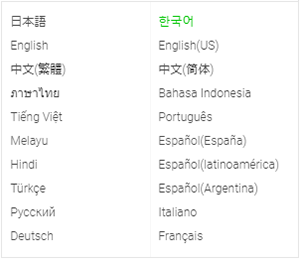 日本語
한국어
English
English(US)
中文(繁體)
中文(简体)
ภาษาไทย
Bahasa Indonesia
Tiếng Việt
Português
Melayu
Español(España)
Hindi
Español(latinoamérica)
Türkçe
Español(Argentina)
Русский
Italiano
Deutsch
Français